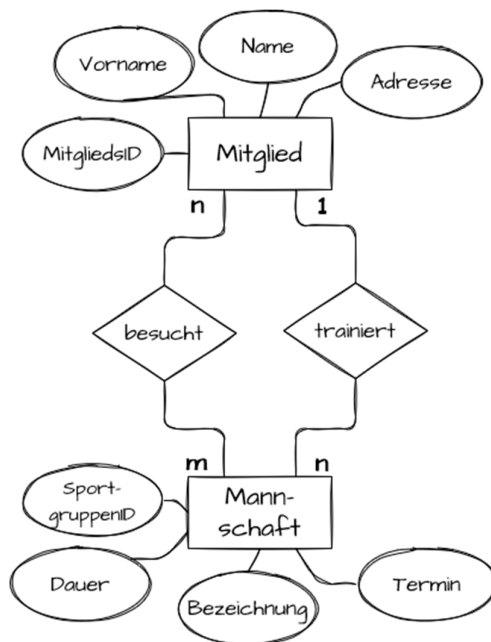 Name
Vorname
Adresse
MitgliedsID
Mitglied
n
1
besucht
trainiert
m
n
Sport-
gruppenID
Mann-
schaft
Dauer
Bezeichnung
Termin